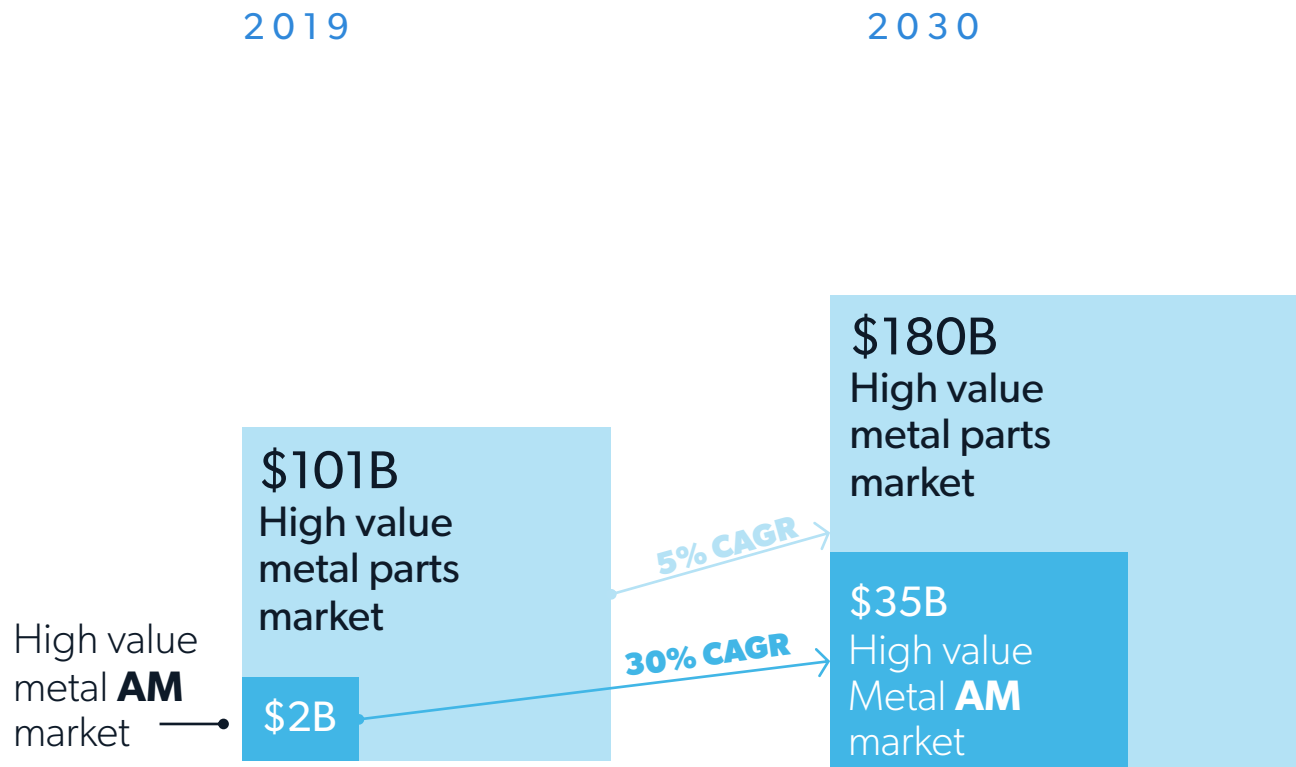 2019
2030
$101B
High value
metal parts
market
High value
metal AM
market
$2B
5% CAGR
30% CAGR
$180B
High value
metal parts
market
$35B
High value
Metal AM
market